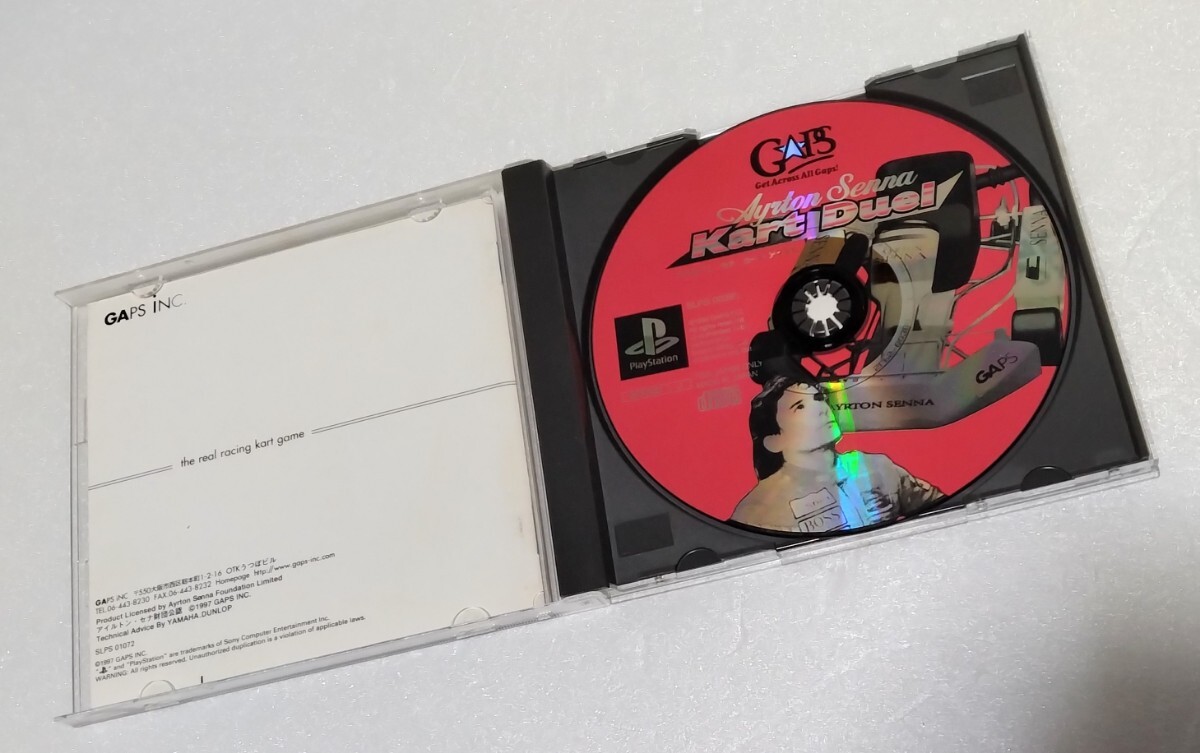 GAPS INC.
the real racing kart game
GAPS INC 〒550大阪市西区靭本町1-2-16 OTKうつぼビル
TEL.06-443-8230 FAX.06-443-8232 Homepage http://www.gaps-inc.com
Product Licensed by Ayrton Senna Foundation Limited
アイルトン・セナ財団公認 ©1997 GAPS INC.
Technical Advice By YAMAHA.DUNLOP
SLPS 01072
©1997 GAPS INC.
" " and "PlayStation" are trademarks of Sony Computer Entertainment Inc.
WARNING: All rights reserved. Unauthorized duplication is a violation of applicable laws.
GAPS
Get Across All Gaps!
Ayrton Senna
Kart Duel
PlayStation
GAPS
AYRTON SENNA